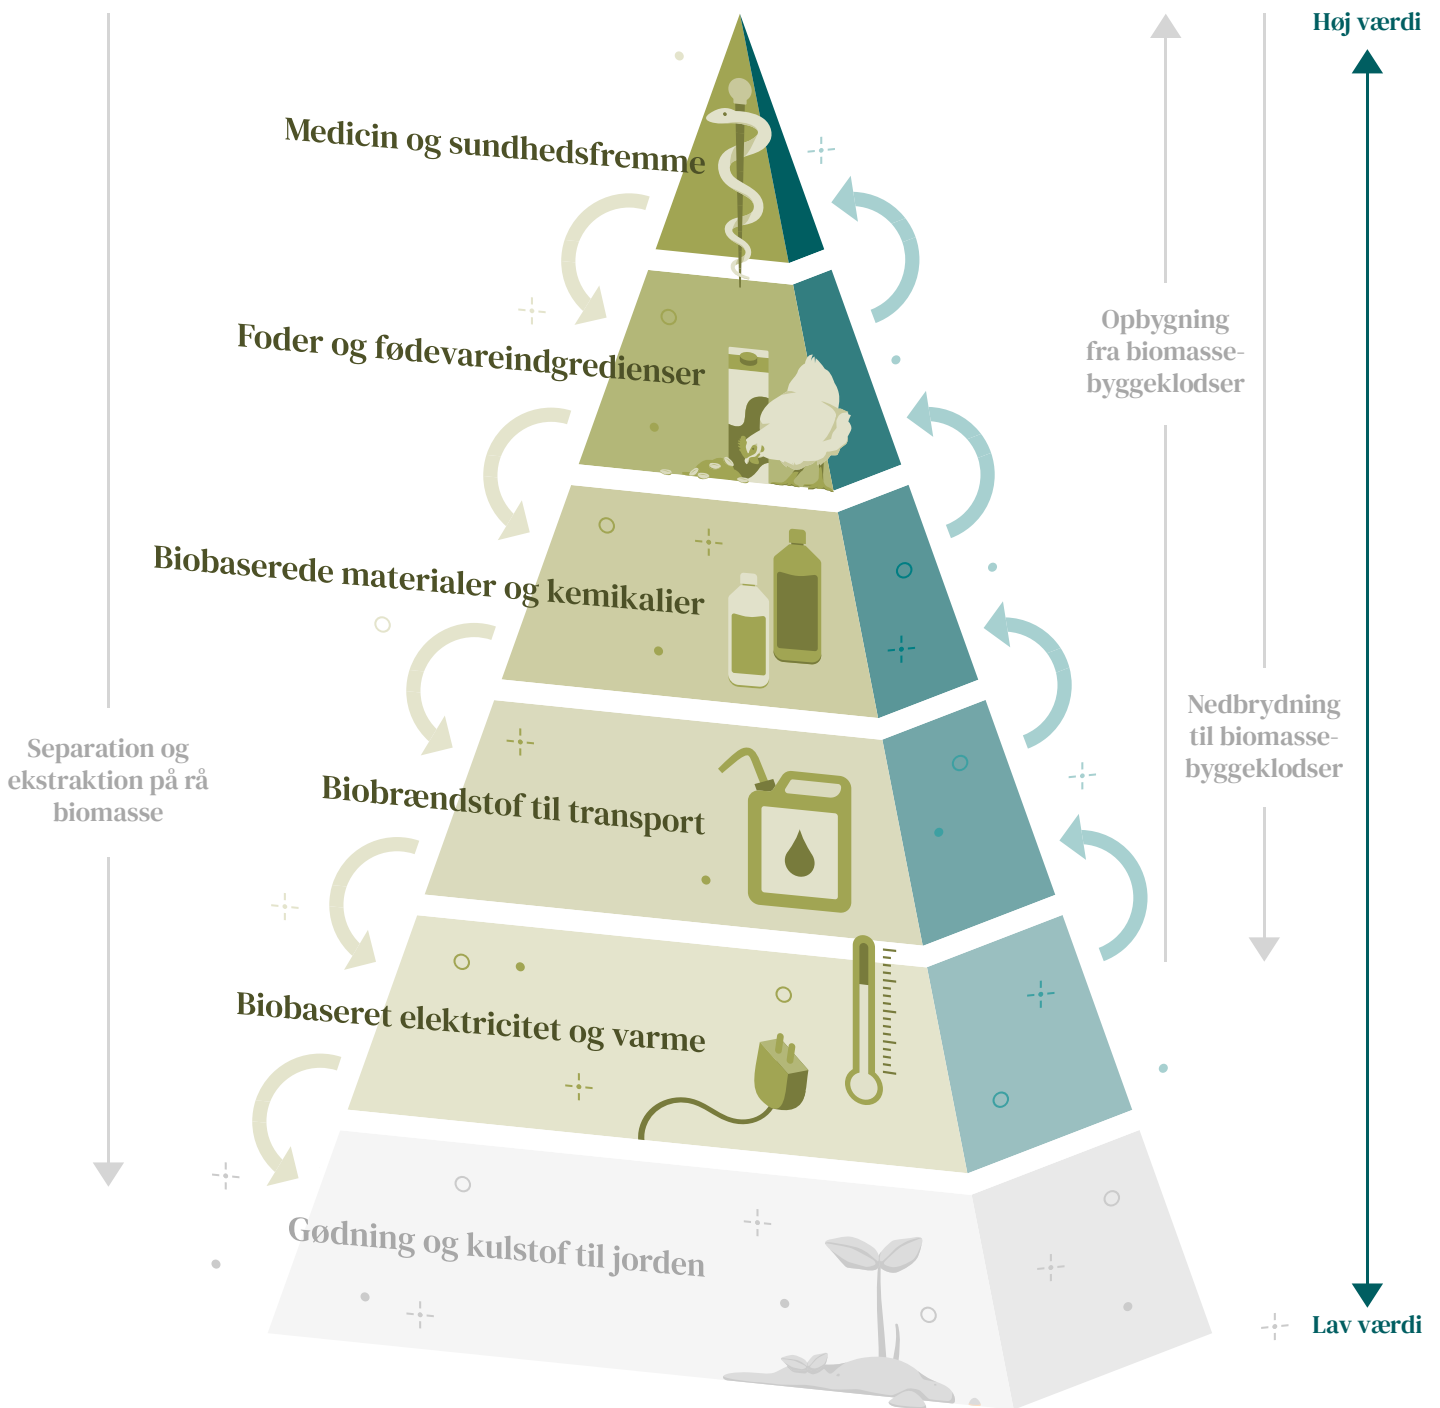 Høj værdi
Medicin og sundhedsfremme
Opbygning
fra biomasse-
byggeklodser
Foder og fødevareindgredienser
Biobaserede materialer og kemikalier
Nedbrydning
til biomasse-
byggeklodser
Separation og
ekstraktion på rå
biomasse
Biobrændstof til transport
Biobaseret elektricitet og varme
Gødning og kulstof til jorden
Lav værdi